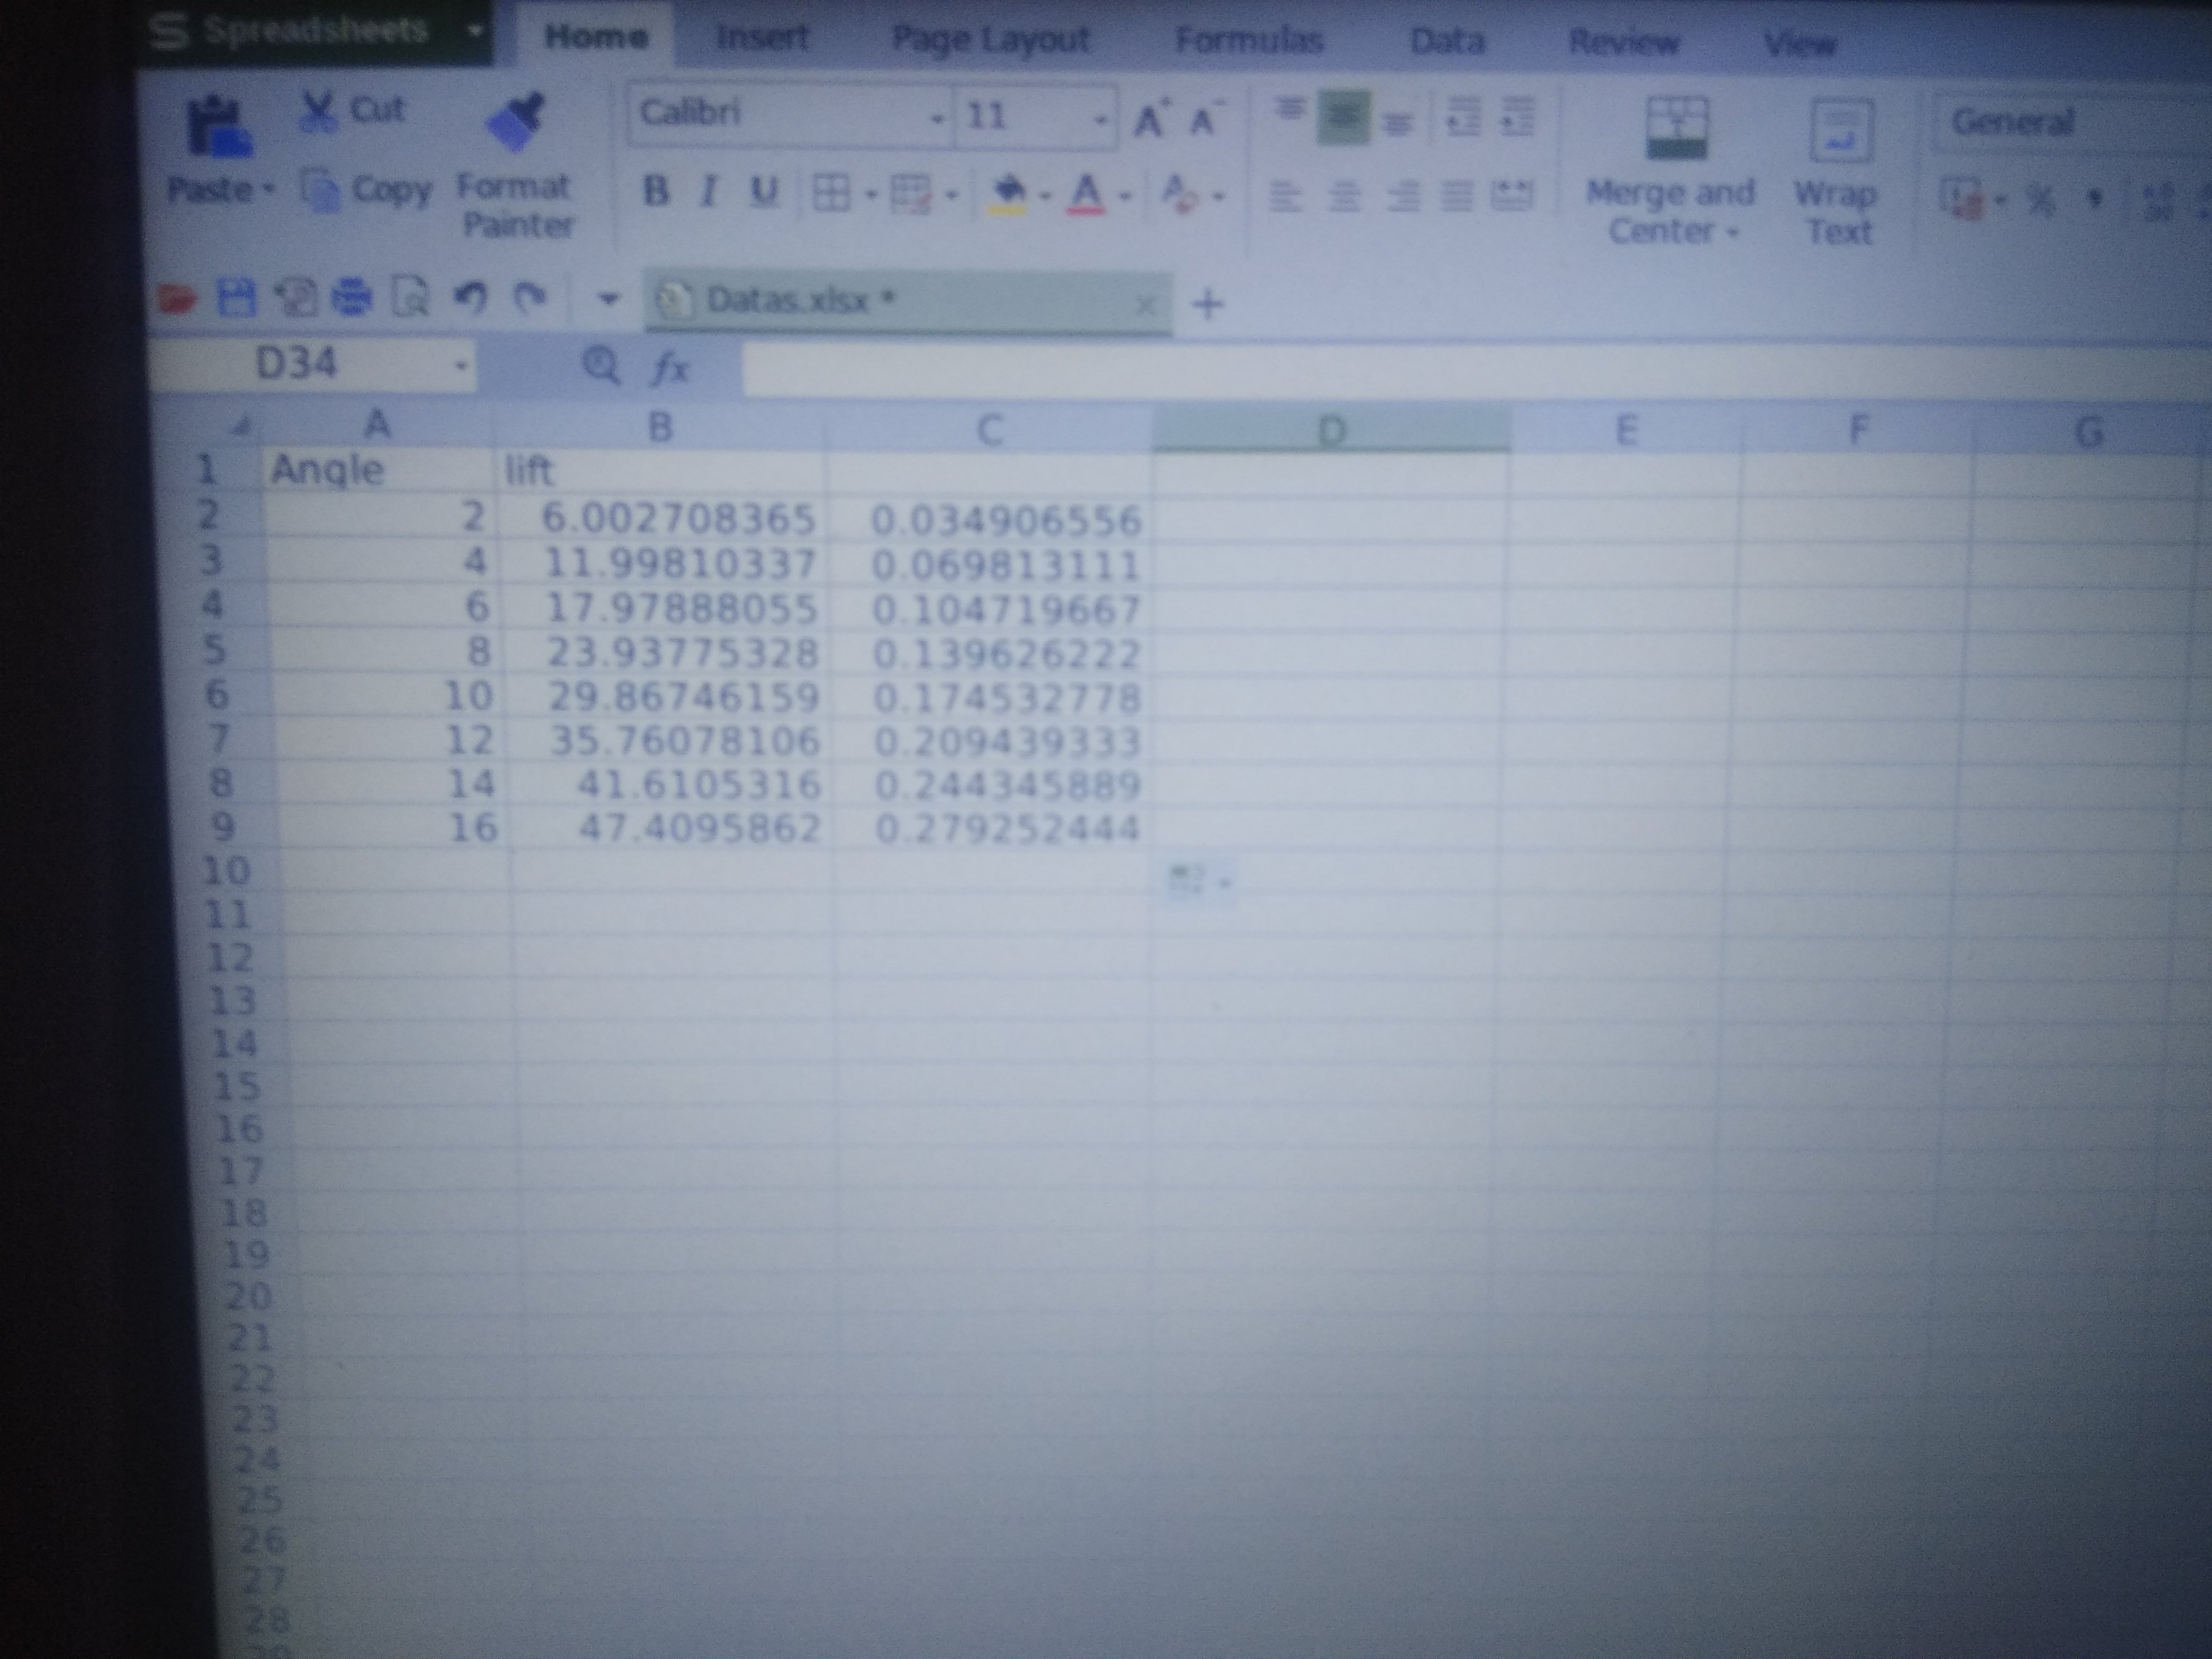 Spreadsheets Home Insert Page Layout Formulas Data Review View
Cut Calibri 11 A+ A- General
Paste Copy Format Painter B I U A Merge and Center Wrap Text %
Datas.xlsx * × +
D34 fx
A B C D E F G
1 Angle lift
2 2 6.002708365 0.034906556
3 4 11.99810337 0.069813111
4 6 17.97888055 0.104719667
5 8 23.93775328 0.139626222
6 10 29.86746159 0.174532778
7 12 35.76078106 0.209439333
8 14 41.6105316 0.244345889
9 16 47.4095862 0.279252444
10
11
12
13
14
15
16
17
18
19
20
21
22
23
24
25
26
27
28